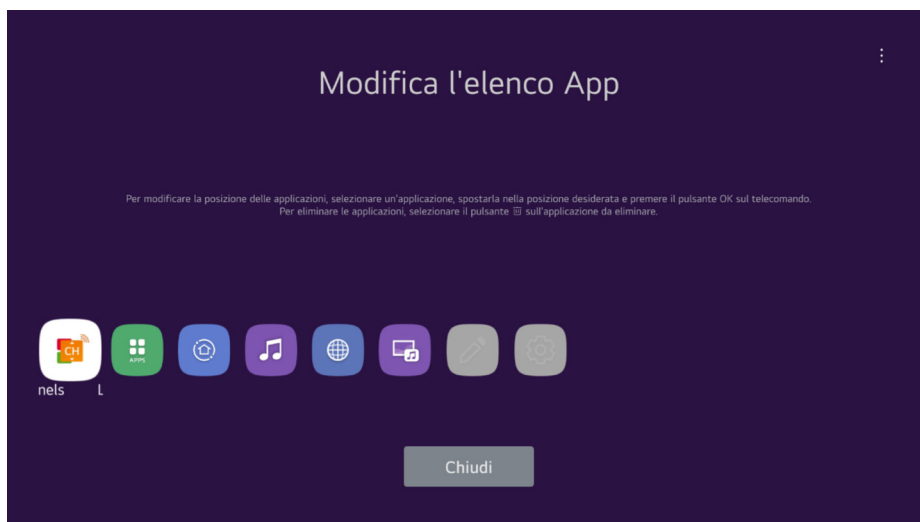 Modifica l'elenco App
Per modificare la posizione delle applicazioni, selezionare un'applicazione, spostarla nella posizione desiderata e premere il pulsante OK sul telecomando.
Per eliminare le applicazioni, selezionare il pulsante sull'applicazione da eliminare.
CH
APPS
nels L
Chiudi